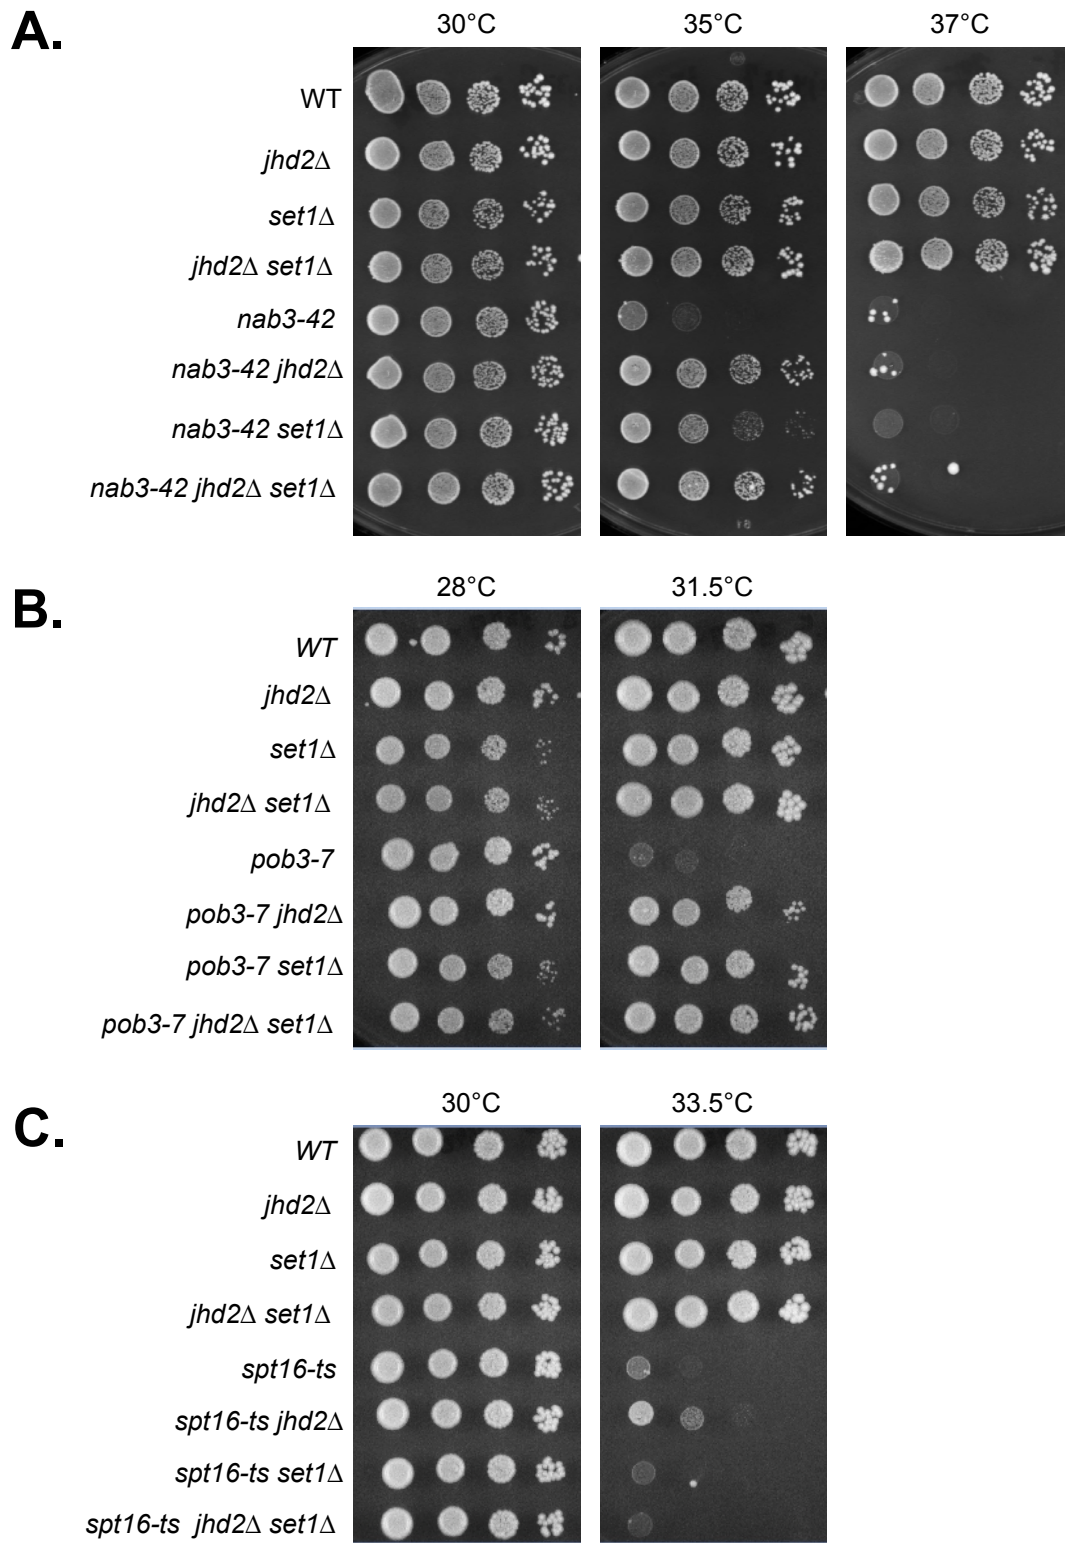 A.
30°C 35°C 37°C
WT
jhd2Δ
set1Δ
jhd2Δ set1Δ
nab3-42
nab3-42 jhd2Δ
nab3-42 set1Δ
nab3-42 jhd2Δ set1Δ
B.
28°C 31.5°C
WT
jhd2Δ
set1Δ
jhd2Δ set1Δ
pob3-7
pob3-7 jhd2Δ
pob3-7 set1Δ
pob3-7 jhd2Δ set1Δ
C.
30°C 33.5°C
WT
jhd2Δ
set1Δ
jhd2Δ set1Δ
spt16-ts
spt16-ts jhd2Δ
spt16-ts set1Δ
spt16-ts jhd2Δ set1Δ